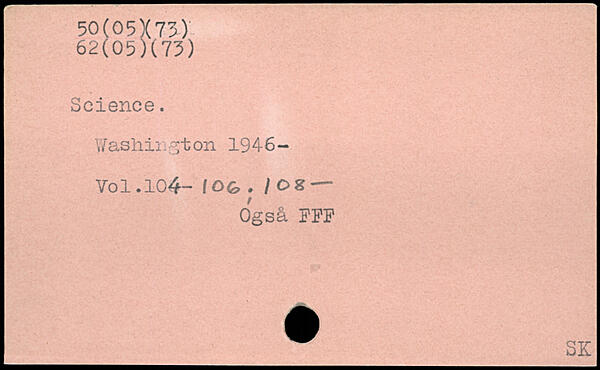 50(05)(73)
62(05)(73)
Science.
Washington 1946-
Vol.104-106, 108-
Også FFF
SK